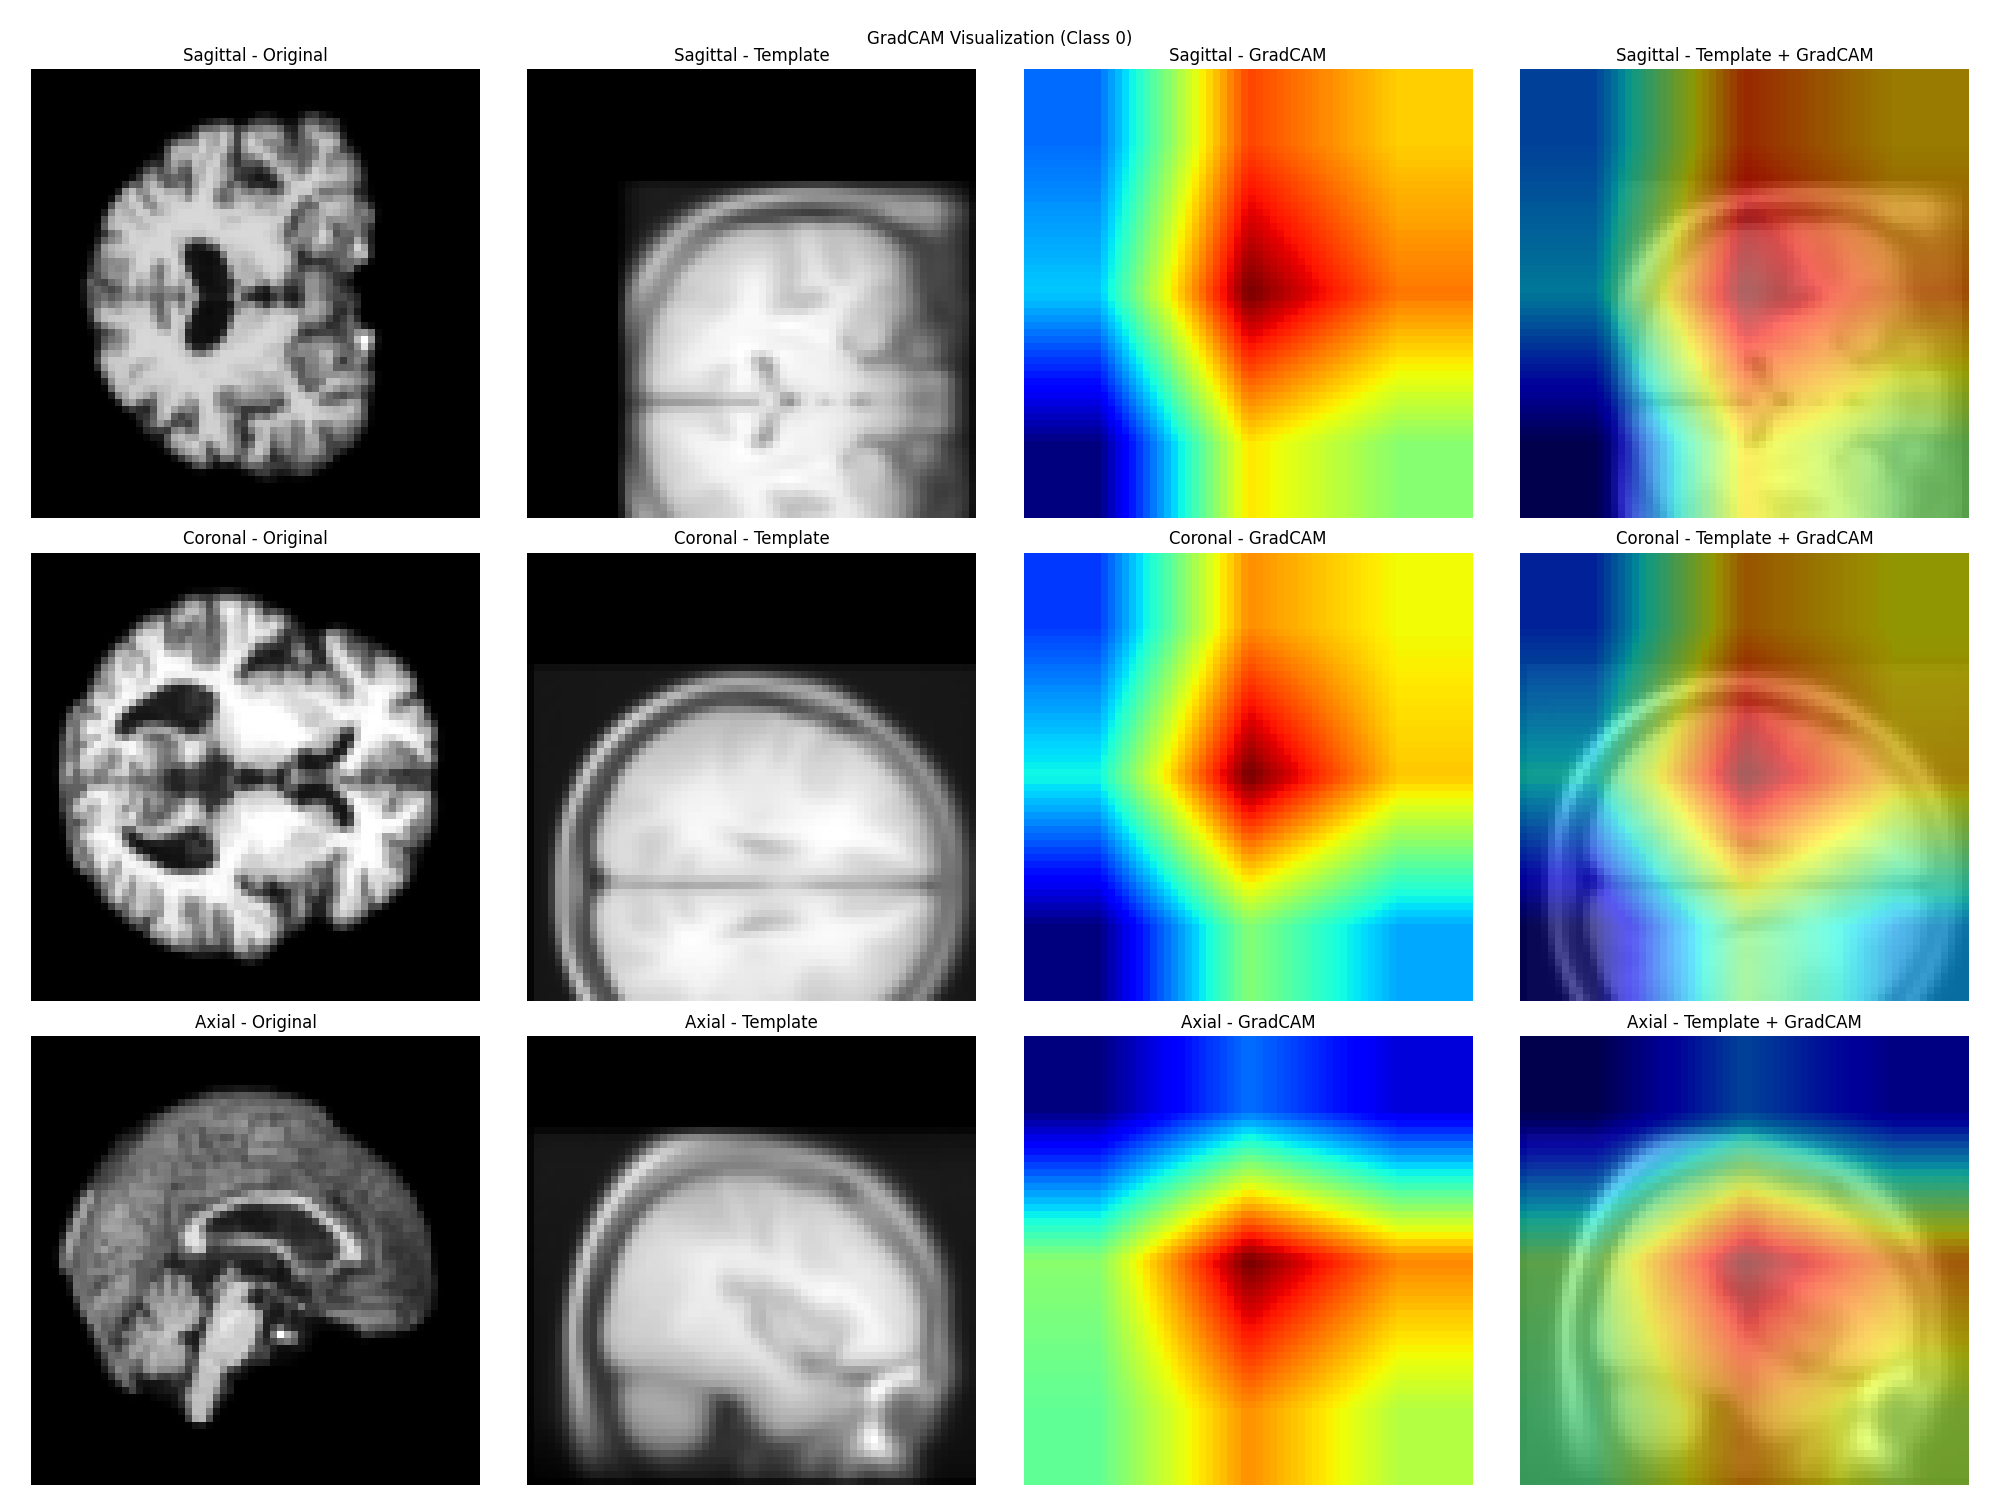 GradCAM Visualization (Class 0)
Sagittal - Original
Sagittal - Template
Sagittal - GradCAM
Sagittal - Template + GradCAM
Coronal - Original
Coronal - Template
Coronal - GradCAM
Coronal - Template + GradCAM
Axial - Original
Axial - Template
Axial - GradCAM
Axial - Template + GradCAM